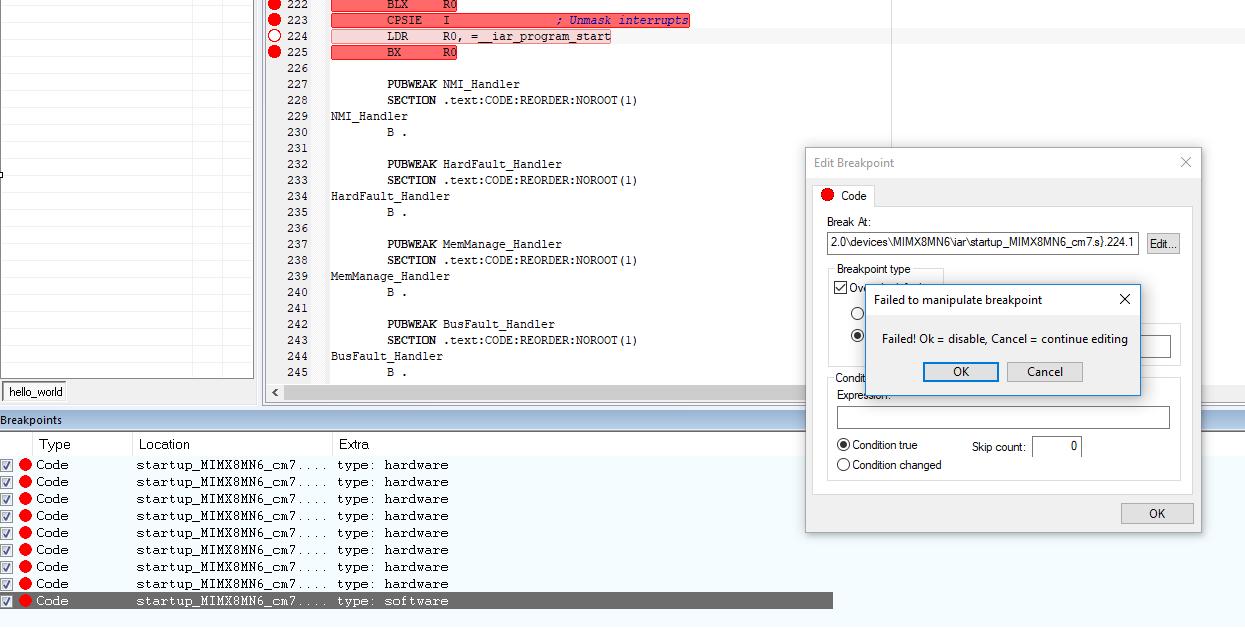 222 BLX R0
223 CPSIE I ; Unmask interrupts
224 LDR R0, =__iar_program_start
225 BX R0
226
227 PUBWEAK NMI_Handler
228 SECTION .text:CODE:REORDER:NOROOT(1)
229 NMI_Handler
230 B .
231
232 PUBWEAK HardFault_Handler
233 SECTION .text:CODE:REORDER:NOROOT(1)
234 HardFault_Handler
235 B .
236
237 PUBWEAK MemManage_Handler
238 SECTION .text:CODE:REORDER:NOROOT(1)
239 MemManage_Handler
240 B .
241
242 PUBWEAK BusFault_Handler
243 SECTION .text:CODE:REORDER:NOROOT(1)
244 BusFault_Handler
245 B .
hello_world
Edit Breakpoint
Code
Break At:
2.0\devices\MIMX8MN6\iar\startup_MIMX8MN6_cm7.s}.224.1
Edit...
Breakpoint type
Failed to manipulate breakpoint
Failed! Ok = disable, Cancel = continue editing
OK Cancel
Expression:
Condition true Skip count: 0
Condition changed
OK
Breakpoints
Type Location Extra
Code startup_MIMX8MN6_cm7.... type: hardware
Code startup_MIMX8MN6_cm7.... type: hardware
Code startup_MIMX8MN6_cm7.... type: hardware
Code startup_MIMX8MN6_cm7.... type: hardware
Code startup_MIMX8MN6_cm7.... type: hardware
Code startup_MIMX8MN6_cm7.... type: hardware
Code startup_MIMX8MN6_cm7.... type: hardware
Code startup_MIMX8MN6_cm7.... type: hardware
Code startup_MIMX8MN6_cm7.... type: software